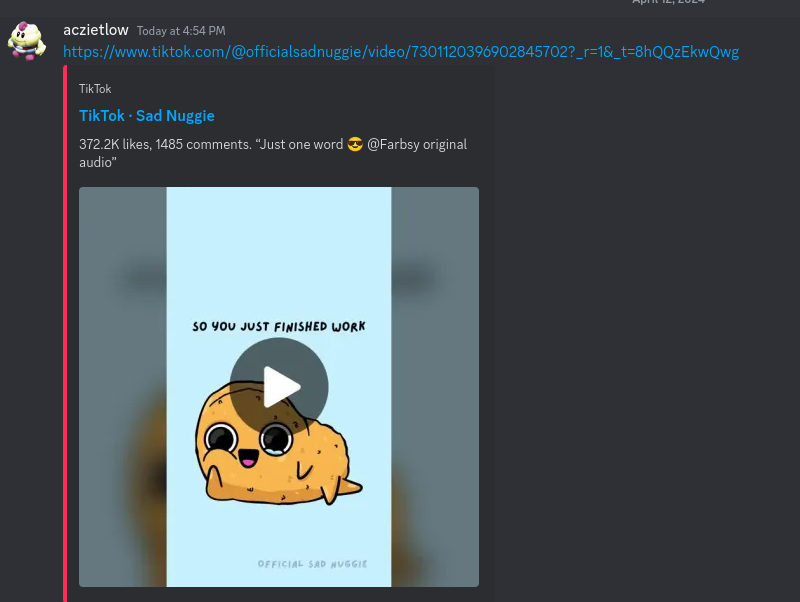 April 12, 2024
aczietlow Today at 4:54 PM
https://www.tiktok.com/@officialsadnuggie/video/7301120396902845702?_r=1&_t=8hQQzEkwQwg
TikTok
TikTok · Sad Nuggie
372.2K likes, 1485 comments. “Just one word 😎 @Farbsy original
audio”
SO YOU JUST FINISHED WORK
OFFICIAL SAD NUGGIE